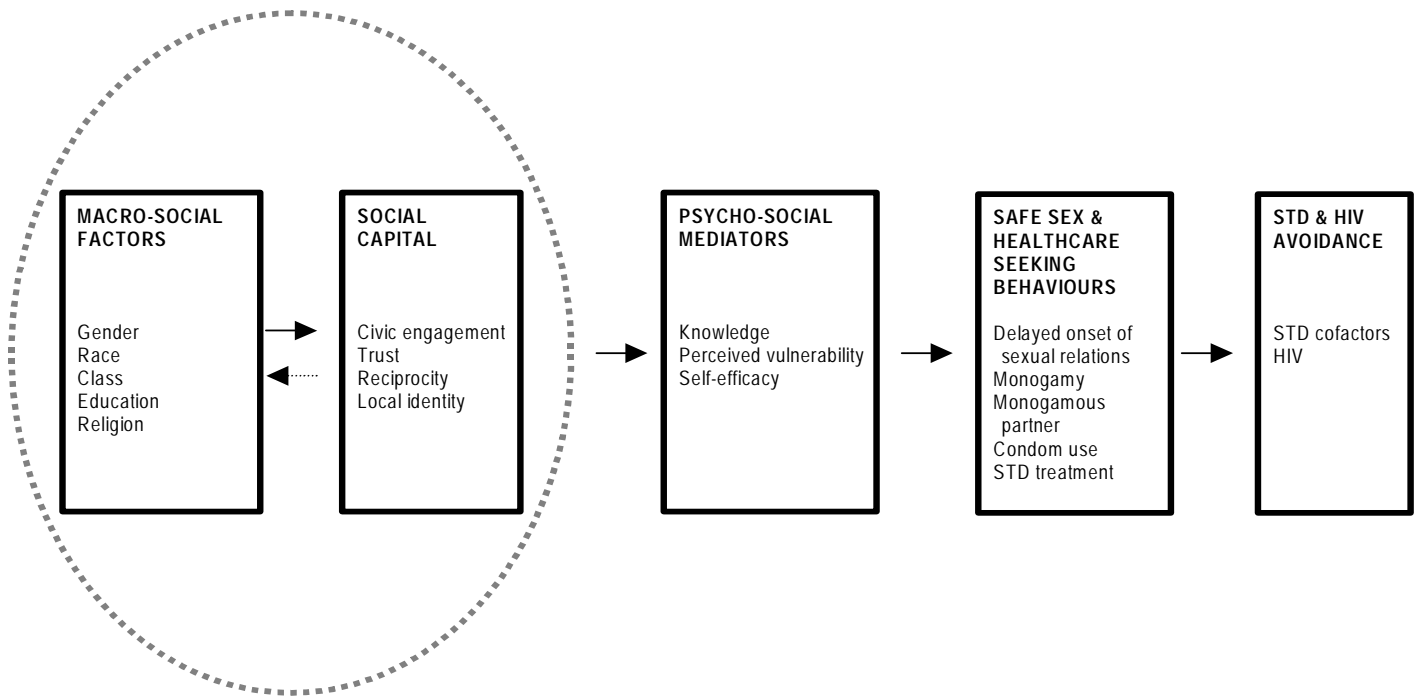 MACRO-SOCIAL
FACTORS
Gender
Race
Class
Education
Religion
SOCIAL
CAPITAL
Civic engagement
Trust
Reciprocity
Local identity
PSYCHO-SOCIAL
MEDIATORS
Knowledge
Perceived vulnerability
Self-efficacy
SAFE SEX &
HEALTHCARE
SEEKING
BEHAVIOURS
Delayed onset of
sexual relations
Monogamy
Monogamous
partner
Condom use
STD treatment
STD & HIV
AVOIDANCE
STD cofactors
HIV